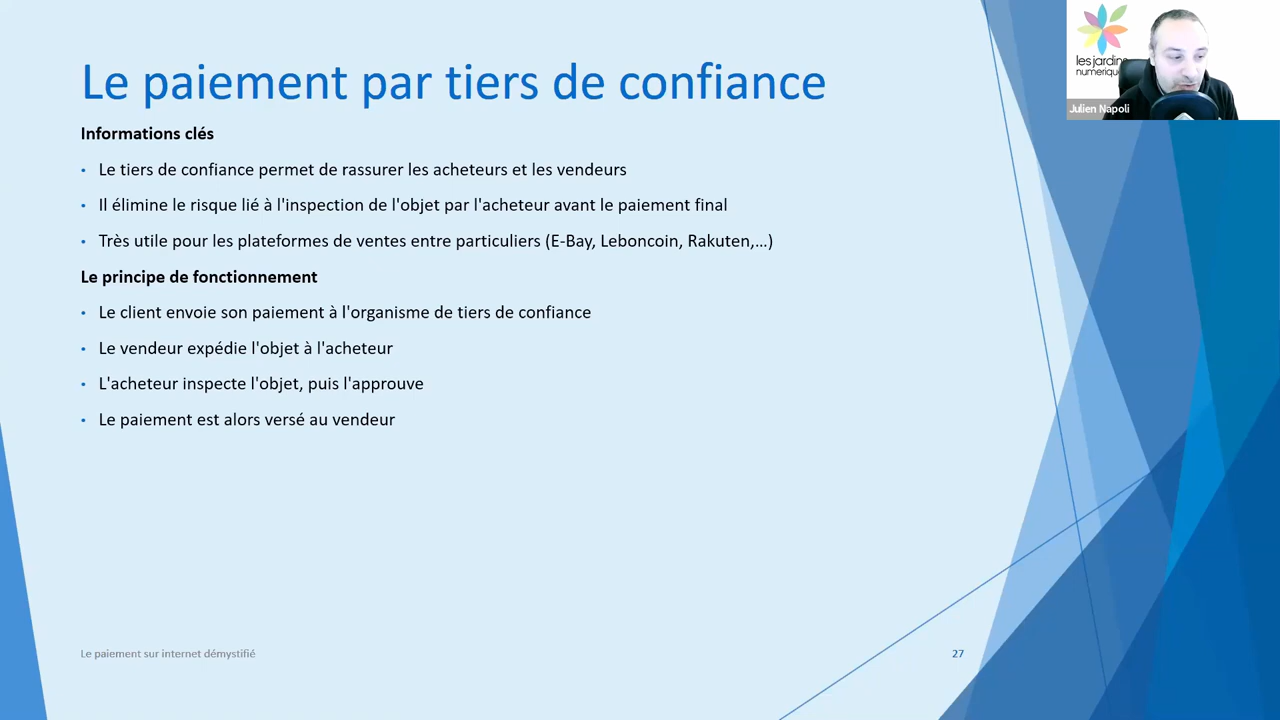 Le paiement par tiers de confiance
Informations clés
• Le tiers de confiance permet de rassurer les acheteurs et les vendeurs
• Il élimine le risque lié à l'inspection de l'objet par l'acheteur avant le paiement final
• Très utile pour les plateformes de ventes entre particuliers (E-Bay, Leboncoin, Rakuten,...)
Le principe de fonctionnement
• Le client envoie son paiement à l'organisme de tiers de confiance
• Le vendeur expédie l'objet à l'acheteur
• L'acheteur inspecte l'objet, puis l'approuve
• Le paiement est alors versé au vendeur
Le paiement sur internet démystifié
27
les jardins
numérique
Julien Napoli